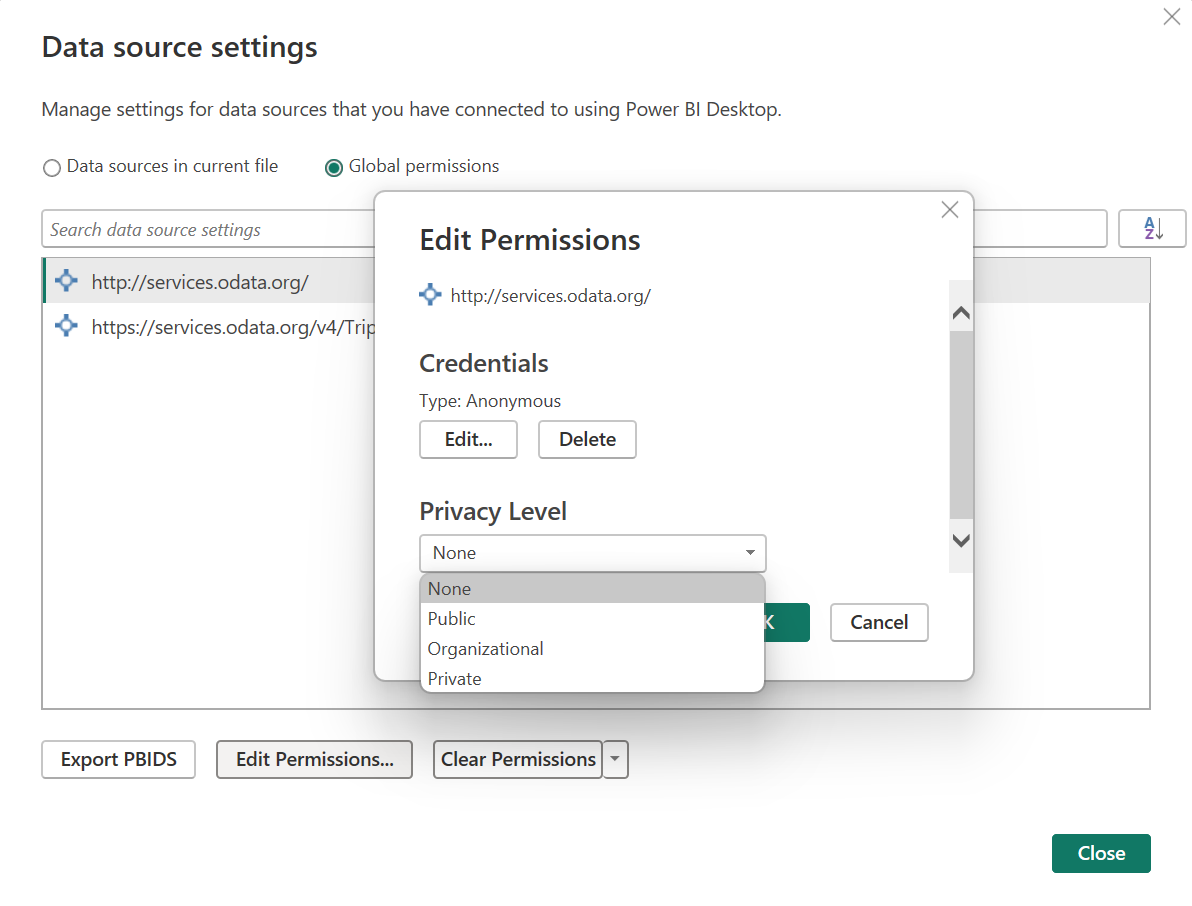 Data source settings
Manage settings for data sources that you have connected to using Power BI Desktop.
Data sources in current file
Global permissions
Search data source settings
AZ
http://services.odata.org/
https://services.odata.org/v4/Trip
Edit Permissions
http://services.odata.org/
Credentials
Type: Anonymous
Edit...
Delete
Privacy Level
None
None
Public
Organizational
Private
K
Cancel
Export PBIDS
Edit Permissions...
Clear Permissions
Close